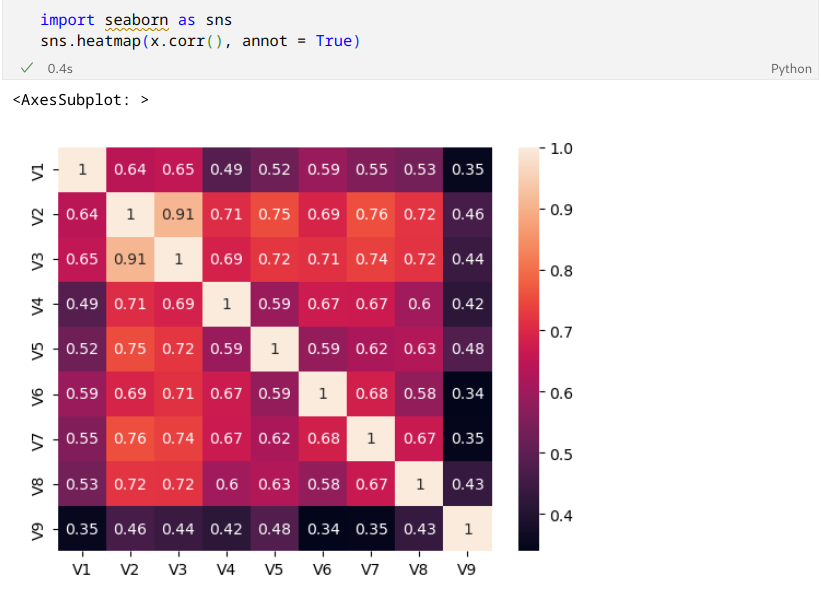 import seaborn as sns
sns.heatmap(x.corr(), annot = True)
0.4s
Python
<AxesSubplot: >
V1 1 0.64 0.65 0.49 0.52 0.59 0.55 0.53 0.35
V2 0.64 1 0.91 0.71 0.75 0.69 0.76 0.72 0.46
V3 0.65 0.91 1 0.69 0.72 0.71 0.74 0.72 0.44
V4 0.49 0.71 0.69 1 0.59 0.67 0.67 0.6 0.42
V5 0.52 0.75 0.72 0.59 1 0.59 0.62 0.63 0.48
V6 0.59 0.69 0.71 0.67 0.59 1 0.68 0.58 0.34
V7 0.55 0.76 0.74 0.67 0.62 0.68 1 0.67 0.35
V8 0.53 0.72 0.72 0.6 0.63 0.58 0.67 1 0.43
V9 0.35 0.46 0.44 0.42 0.48 0.34 0.35 0.43 1
V1 V2 V3 V4 V5 V6 V7 V8 V9
1.0
0.9
0.8
0.7
0.6
0.5
0.4